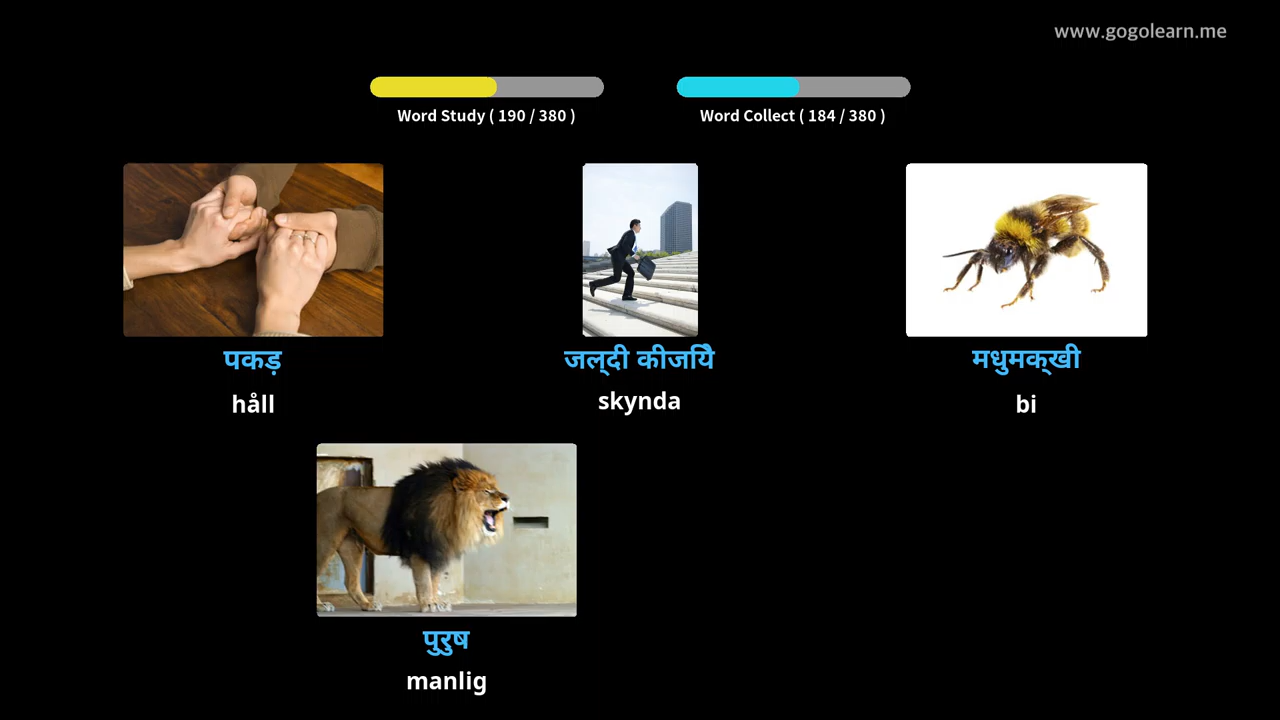 www.gogolearn.me
Word Study ( 190 / 380 )
Word Collect ( 184 / 380 )
पकड़
जल्दी कीजयेि
मधुमक्खी
håll
skynda
bi
पुरुष
manlig